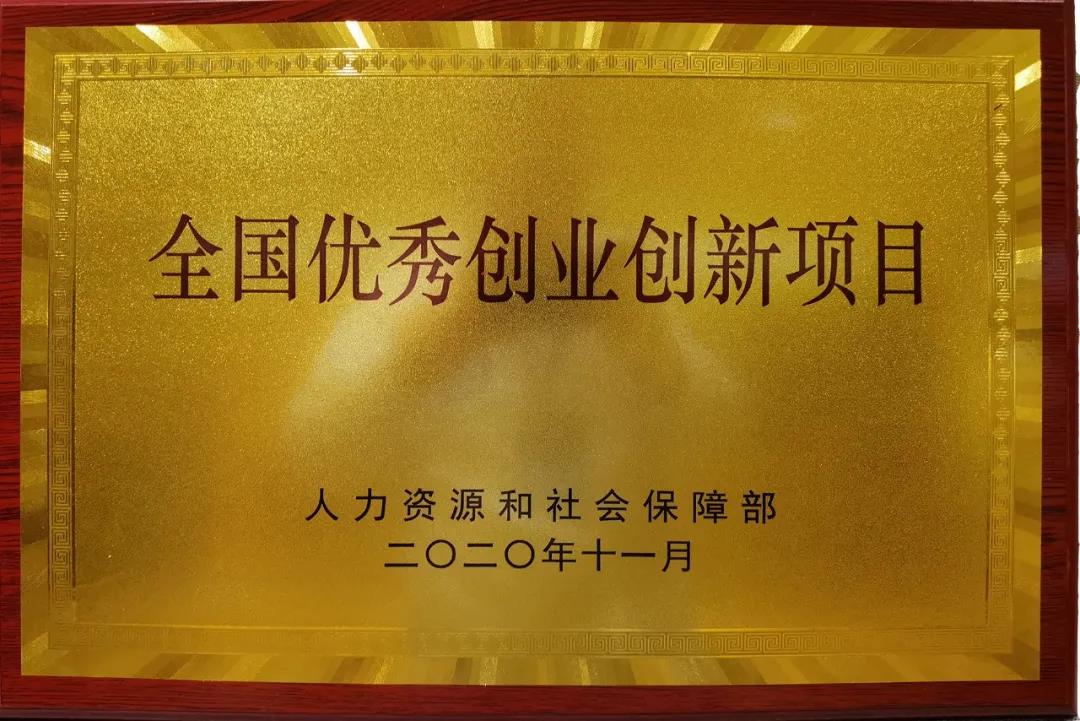 全国优秀创业创新项目
人力资源和社会保障部
二〇二〇年十一月